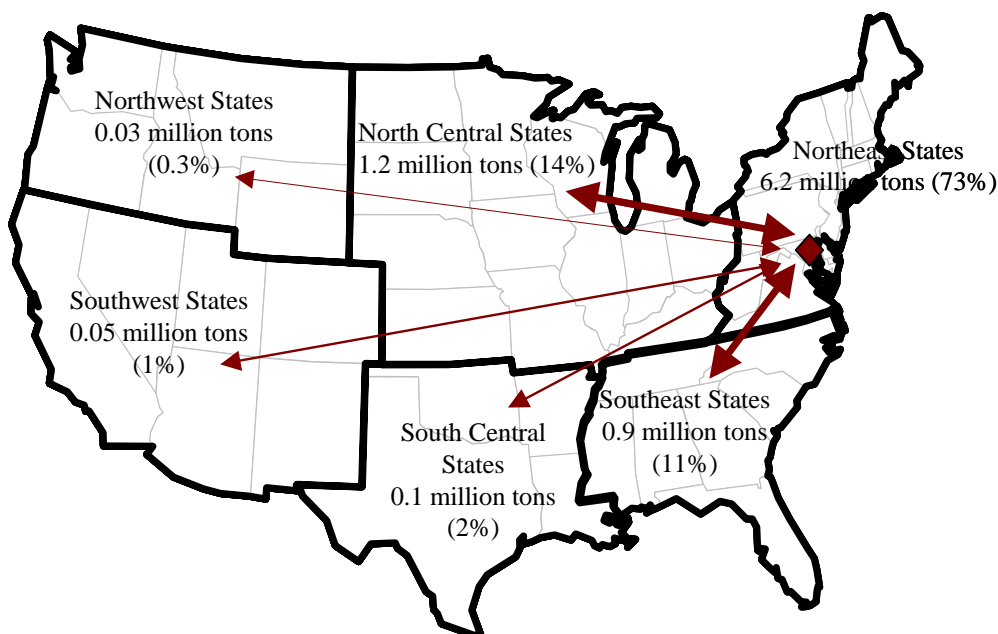 Northwest States
0.03 million tons
(0.3%)
North Central States
1.2 million tons (14%)
Northeast States
6.2 million tons (73%)
Southwest States
0.05 million tons
(1%)
South Central
States
0.1 million tons
(2%)
Southeast States
0.9 million tons
(11%)